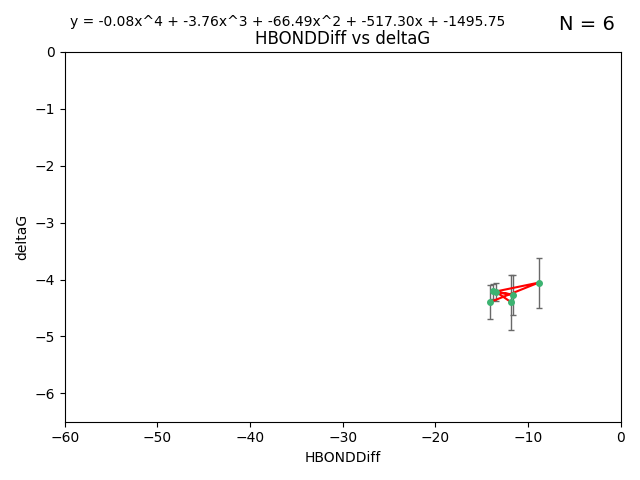 y = -0.08x^4 + -3.76x^3 + -66.49x^2 + -517.30x + -1495.75
N = 6
HBONDDiff vs deltaG
0
−1
−2
−3
−4
−5
−6
deltaG
−60 −50 −40 −30 −20 −10 0
HBONDDiff